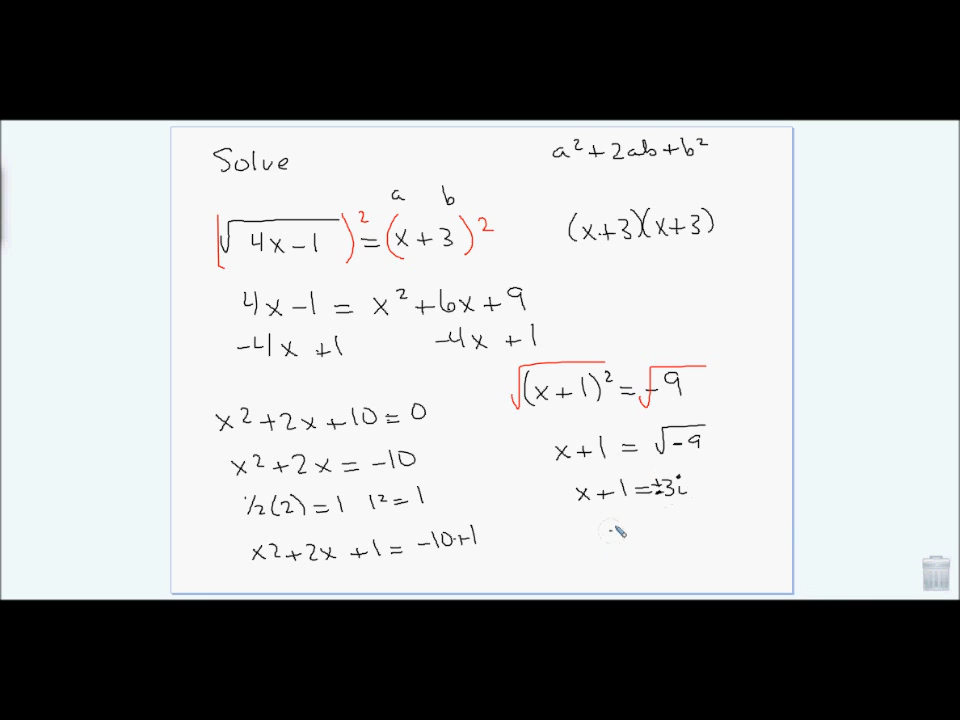 Solve
a b
(√4x-1)² = (x+3)²
4x-1 = x²+6x+9
-4x +1 -4x +1
x2+2x+10=0
x2+2x = -10
1/2(2)=1 1²=1
x2+2x +1 = -10+1
a²+2ab+b²
(x+3)(x+3)
√(x+1)² = √-9
x+1 = √-9
x+1 = ±3i
-